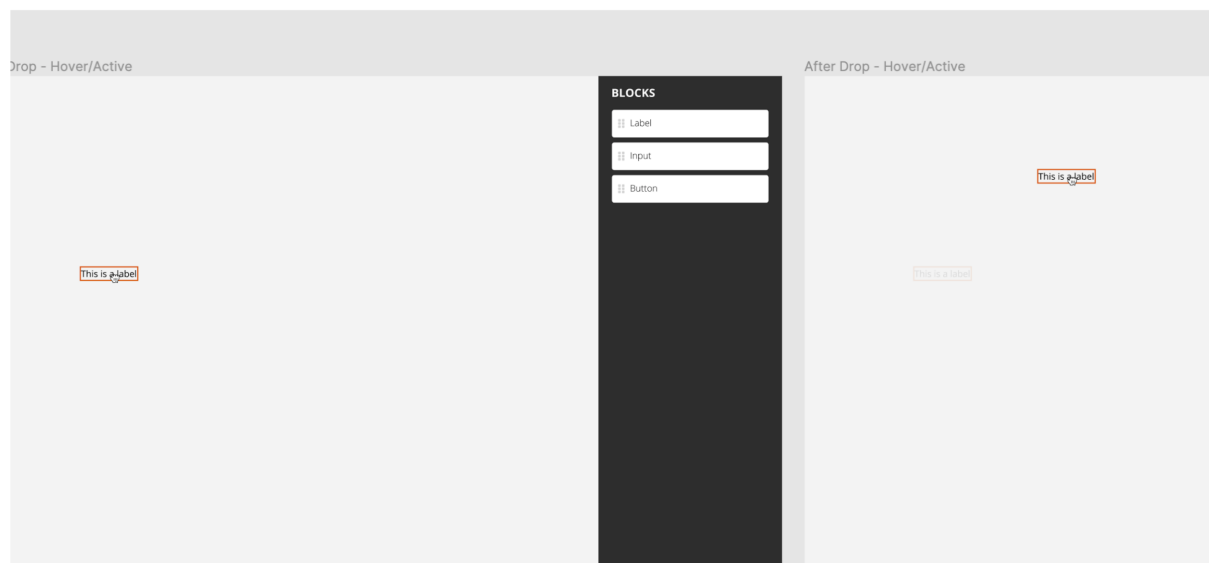 Drop - Hover/Active
After Drop - Hover/Active
BLOCKS
Label
Input
Button
This is a label
This is a label
This is a label